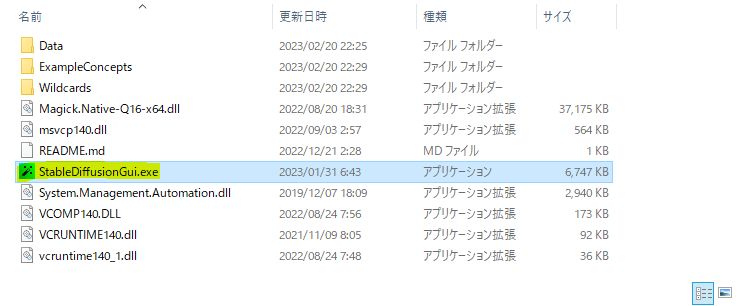 名前 更新日時 種類 サイズ
Data 2023/02/20 22:25 ファイル フォルダー
ExampleConcepts 2023/02/20 22:29 ファイル フォルダー
Wildcards 2023/02/20 22:29 ファイル フォルダー
Magick.Native-Q16-x64.dll 2022/08/20 18:31 アプリケーション拡張 37,175 KB
msvcp140.dll 2022/09/03 2:57 アプリケーション拡張 564 KB
README.md 2022/12/21 2:28 MD ファイル 1 KB
StableDiffusionGui.exe 2023/01/31 6:43 アプリケーション 6,747 KB
System.Management.Automation.dll 2019/12/07 18:09 アプリケーション拡張 2,940 KB
VCOMP140.DLL 2022/08/24 7:56 アプリケーション拡張 173 KB
VCRUNTIME140.dll 2021/11/09 8:05 アプリケーション拡張 92 KB
vcruntime140_1.dll 2022/08/24 7:48 アプリケーション拡張 36 KB